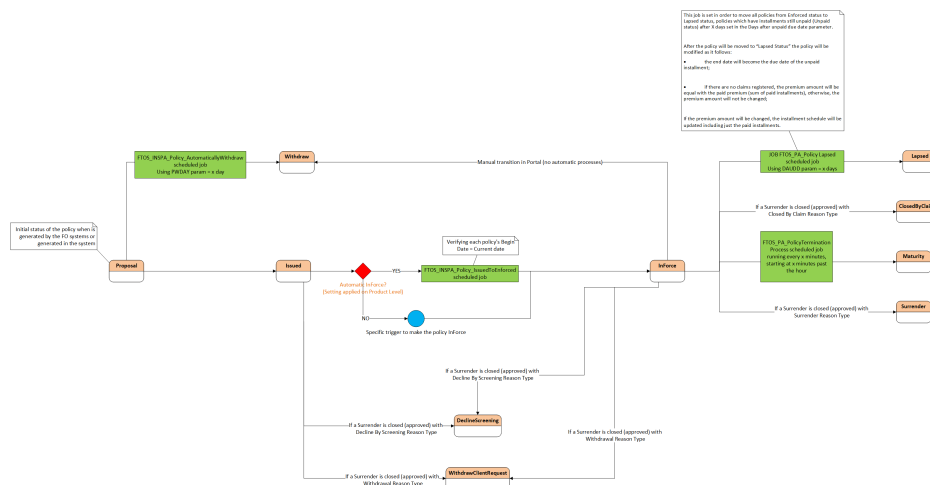 This job is set in order to move all policies from Enforced status to
Lapsed status, policies which have installments still unpaid (Unpaid
status) after X days set in the Days after unpaid due date parameter.
After the policy will be moved to "Lapsed Status" the policy will be
modified as it follows:
• the end date will become the due date of the unpaid
installment;
• If there are no claims registered, the premium amount will be
equal with the paid premium (sum of paid installments), otherwise, the
premium amount will not be changed;
If the premium amount will be changed, the installment schedule will be
updated including just the paid installments.
FTOS_INSPA_Policy_AutomaticallyWithdraw
scheduled job
Using PWDAY param = x day
Withdraw
Manual transition in Portal (no automatic processes)
JOB FTOS_PA_Policy Lapsed
scheduled job
Using DAUDD param = x days
Lapsed
If a Surrender is closed (approved) with
Closed By Claim Reason Type
ClosedByClai
Initial status of the policy when is
generated by the FO systems or
generated in the system
Verifying each policy's Begin
Date = Current date
FTOS_PA_PolicyTermination
Process scheduled job
running every x minutes,
starting at x minutes past
the hour
Maturity
Proposal
Issued
YES
FTOS_INSPA_Policy_IssuedToEnforced
scheduled job
InForce
Automatic InForce?
(Setting applied on Product Level)
NO
Specific trigger to make the policy InForce
If a Surrender is closed (approved) with
Surrender Reason Type
Surrender
If a Surrender is closed (approved) with
Decline By Screening Reason Type
DeclineScreening
If a Surrender is closed (approved) with
Decline By Screening Reason Type
If a Surrender is closed (approved) with
Withdrawal Reason Type
WithdrawClientRequest
If a Surrender is closed (approved) with
Withdrawal Reason Type